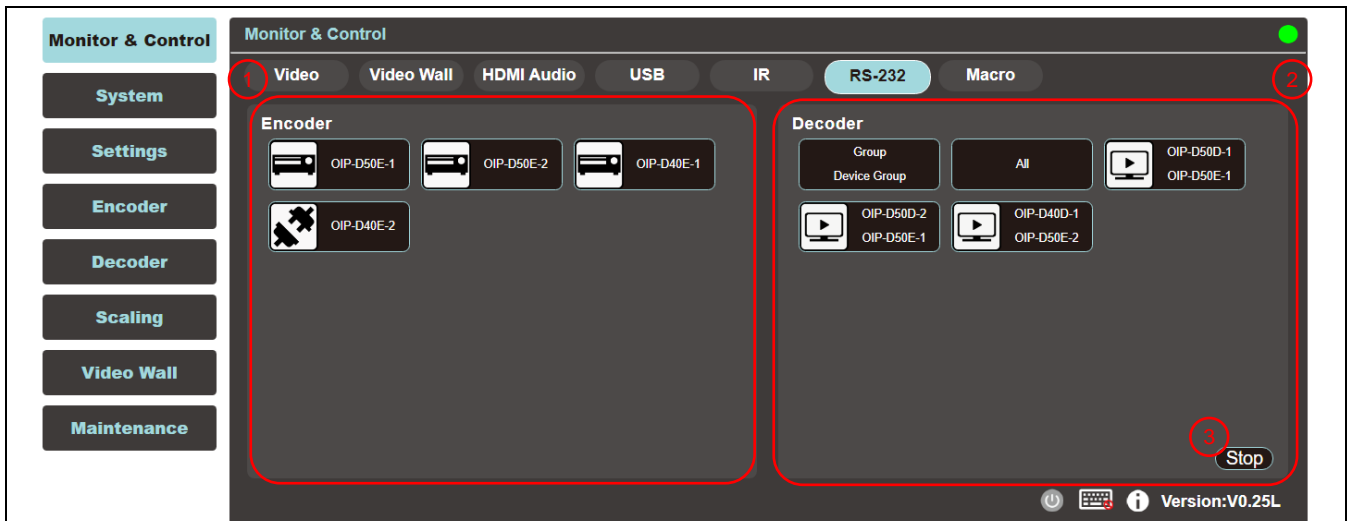 Monitor & Control
System
Settings
Encoder
Decoder
Scaling
Video Wall
Maintenance
Monitor & Control
1 Video Video Wall HDMI Audio USB IR RS-232 Macro 2
Encoder
OIP-D50E-1 OIP-D50E-2 OIP-D40E-1
OIP-D40E-2
Decoder
Group
Device Group
All
OIP-D50D-1
OIP-D50E-1
OIP-D50D-2
OIP-D50E-1
OIP-D40D-1
OIP-D50E-2
3
Stop
Version:V0.25L